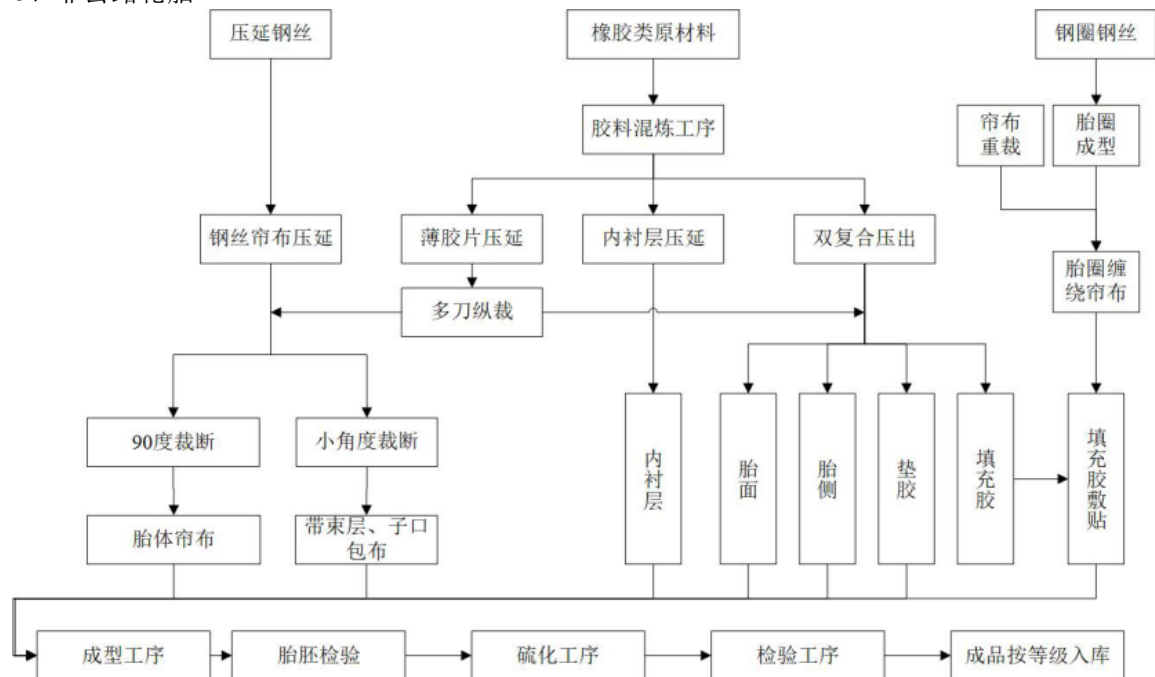 压延钢丝
橡胶类原材料
钢圈钢丝
胶料混炼工序
帘布
重裁
胎圈
成型
钢丝帘布压延
薄胶片压延
内衬层压延
双复合压出
胎圈缠
绕帘布
多刀纵裁
90度裁断
小角度裁断
内衬层
胎面
胎侧
垫胶
填充胶
填充胶敷贴
胎体帘布
带束层、子口
包布
成型工序
胎胚检验
硫化工序
检验工序
成品按等级入库